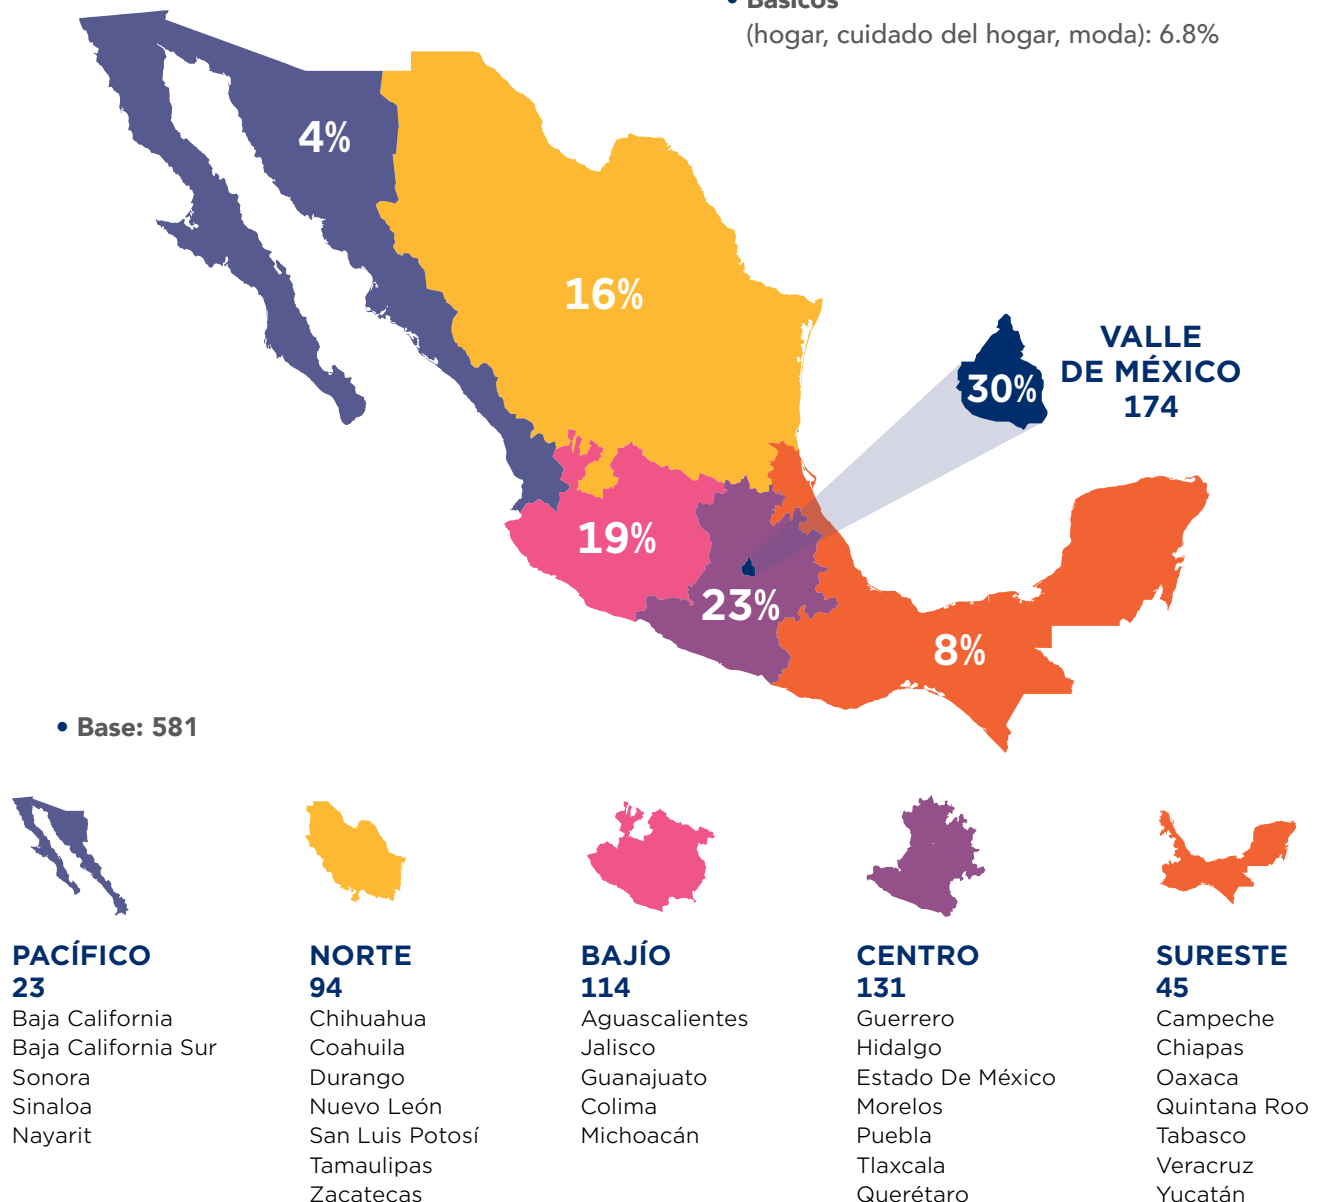 • Básicos
(hogar, cuidado del hogar, moda): 6.8%
4%
16%
30%
VALLE
DE MÉXICO
174
19%
23%
8%
• Base: 581
PACÍFICO
23
Baja California
Baja California Sur
Sonora
Sinaloa
Nayarit
NORTE
94
Chihuahua
Coahuila
Durango
Nuevo León
San Luis Potosí
Tamaulipas
Zacatecas
BAJÍO
114
Aguascalientes
Jalisco
Guanajuato
Colima
Michoacán
CENTRO
131
Guerrero
Hidalgo
Estado De México
Morelos
Puebla
Tlaxcala
Querétaro
SURESTE
45
Campeche
Chiapas
Oaxaca
Quintana Roo
Tabasco
Veracruz
Yucatán